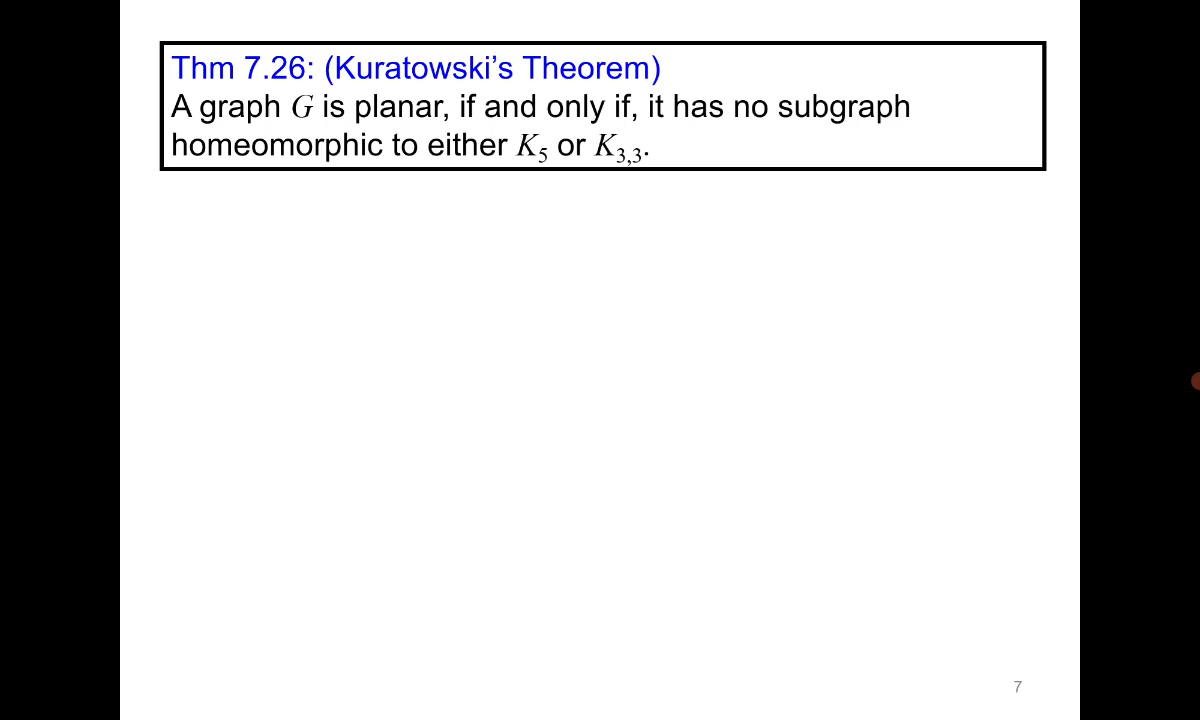 Thm 7.26: (Kuratowski’s Theorem)
A graph G is planar, if and only if, it has no subgraph
homeomorphic to either K₅ or K₃,₃.
7